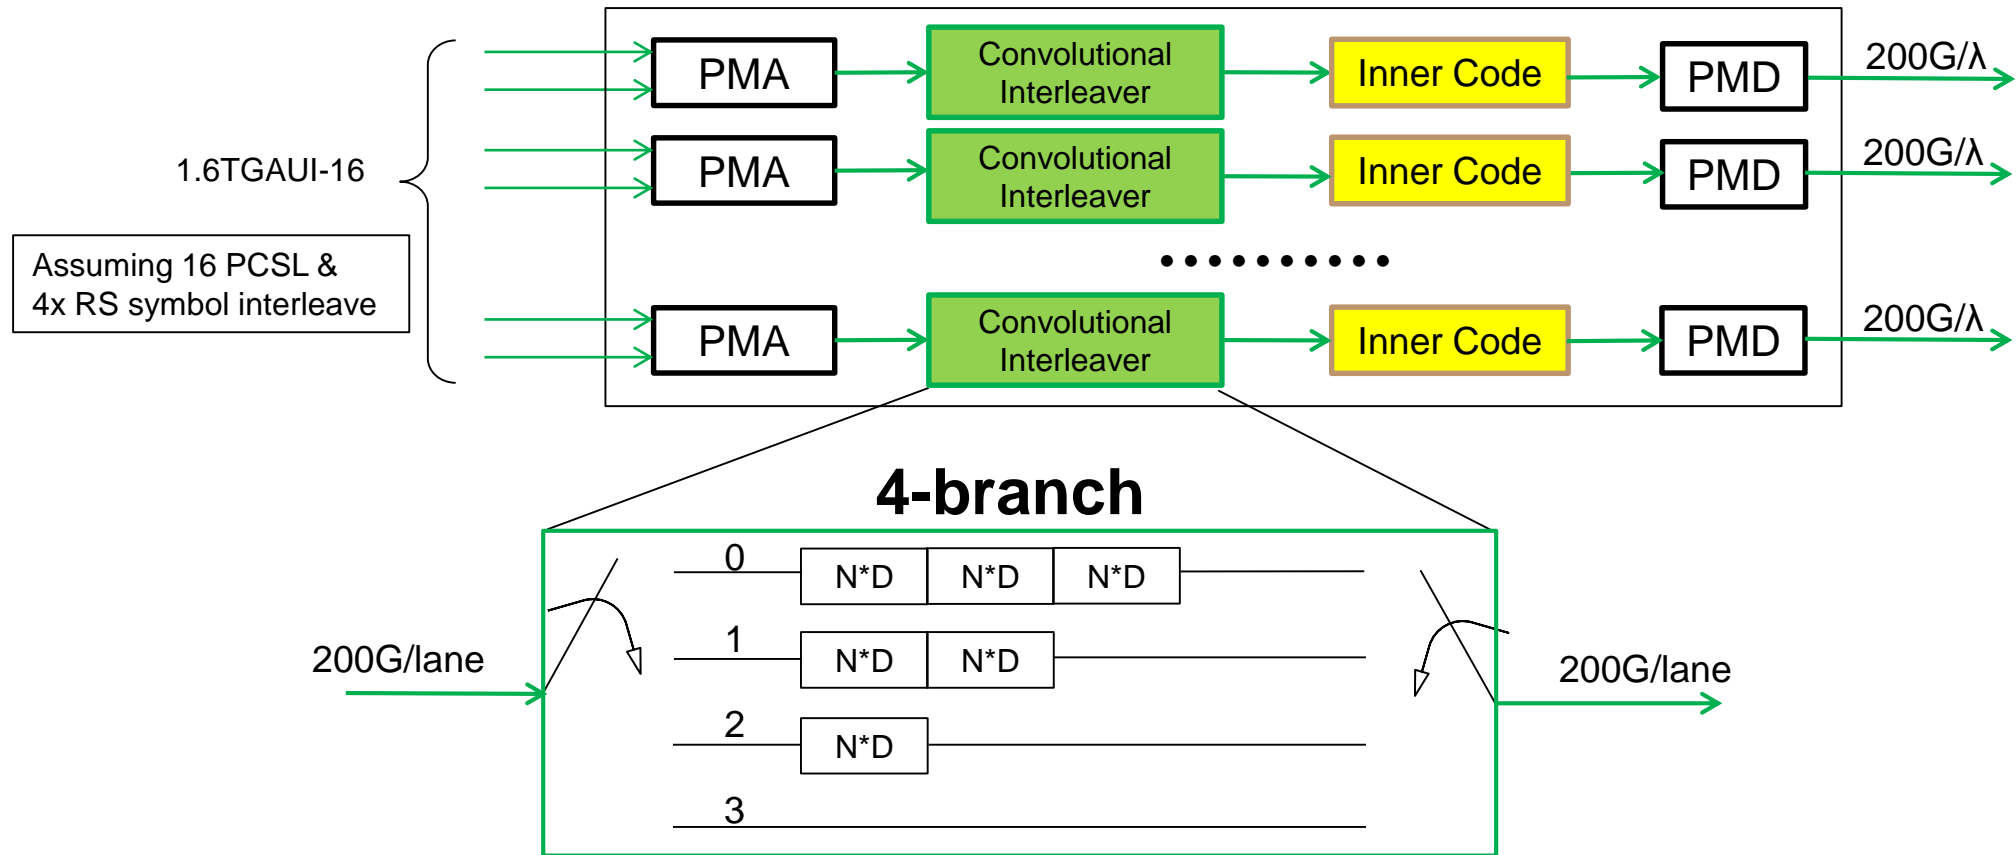 PMA
Convolutional
Interleaver
Inner Code
PMD
200G/λ
PMA
Convolutional
Interleaver
Inner Code
PMD
200G/λ
1.6TGAUI-16
Assuming 16 PCSL &
4x RS symbol interleave
PMA
Convolutional
Interleaver
Inner Code
PMD
200G/λ
4-branch
0
N*D
N*D
N*D
1
N*D
N*D
200G/lane
200G/lane
2
N*D
3